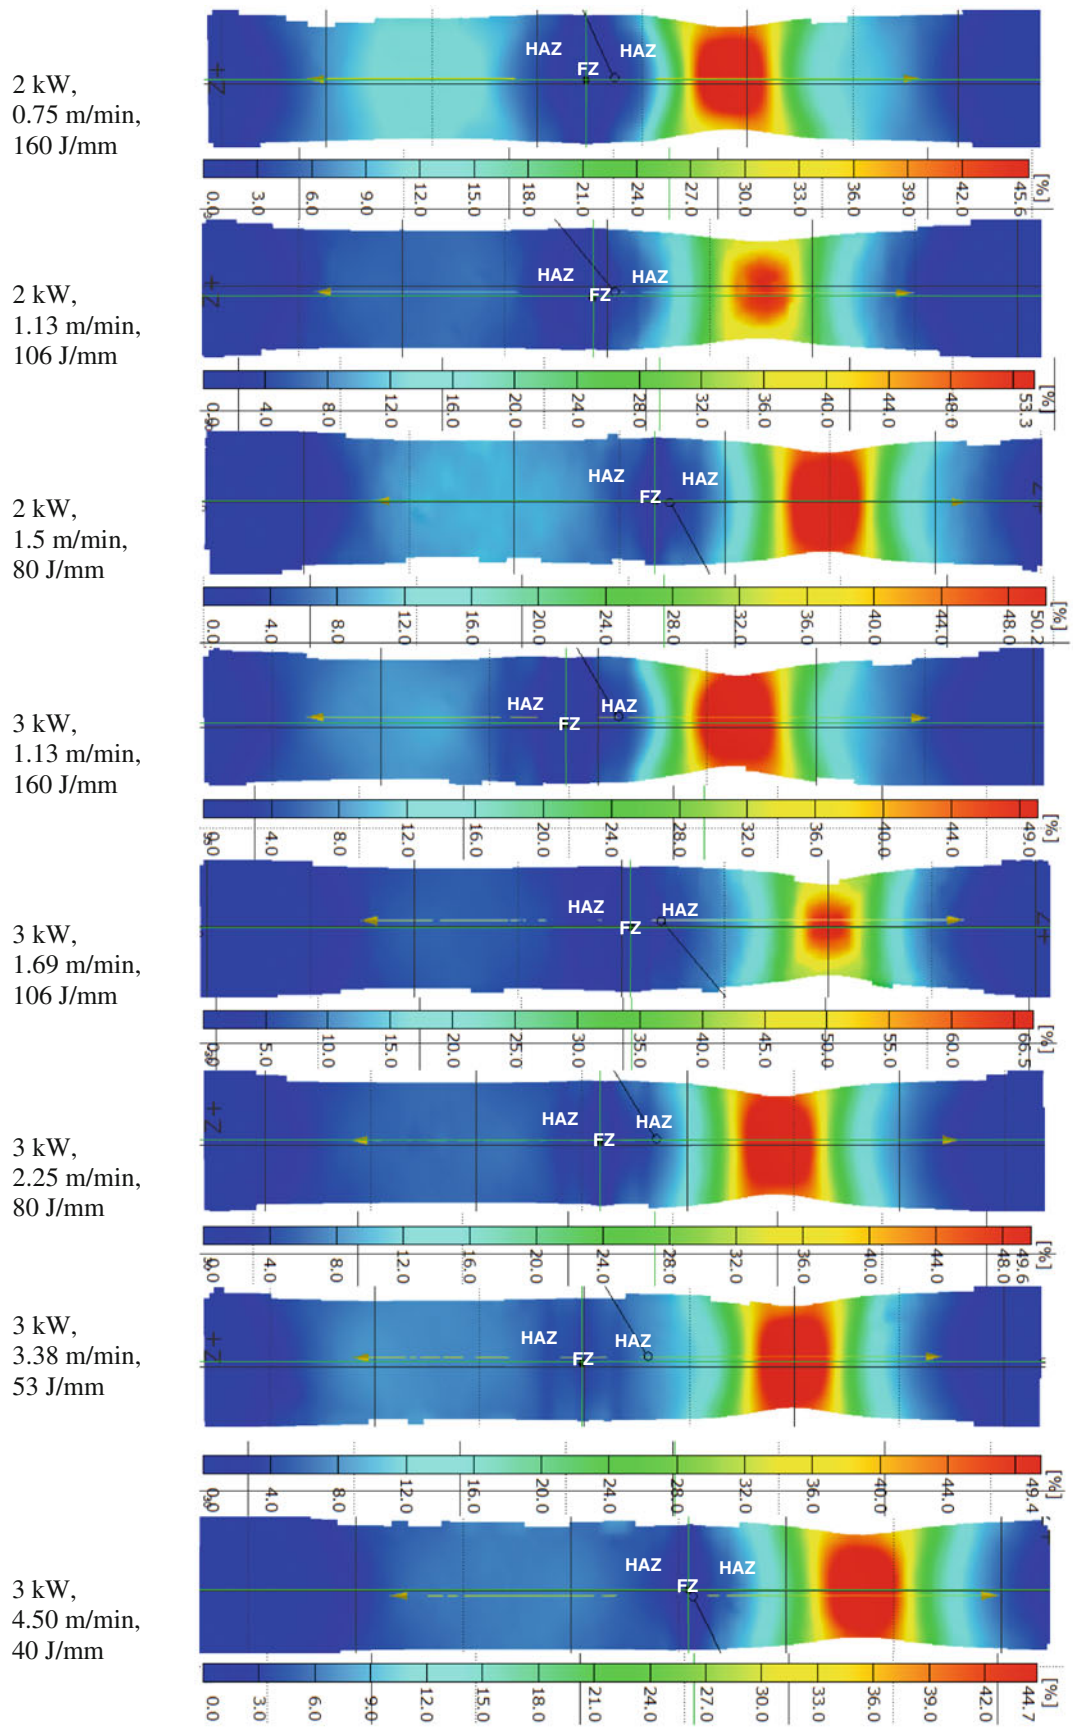 HAZ HAZ
FZ
+Z
2 kW,
0.75 m/min,
160 J/mm
[%]
0.0 3.0 6.0 9.0 12.0 15.0 18.0 21.0 24.0 27.0 30.0 33.0 36.0 39.0 42.0 45.6
HAZ HAZ
FZ
+Z
2 kW,
1.13 m/min,
106 J/mm
[%]
0.0 4.0 8.0 12.0 16.0 20.0 24.0 28.0 32.0 36.0 40.0 44.0 48.0 53.3
HAZ HAZ
FZ
2 kW,
1.5 m/min,
80 J/mm
[%]
0.0 4.0 8.0 12.0 16.0 20.0 24.0 28.0 32.0 36.0 40.0 44.0 48.0 50.2
HAZ HAZ
FZ
3 kW,
1.13 m/min,
160 J/mm
[%]
4.0 8.0 12.0 16.0 20.0 24.0 28.0 32.0 36.0 40.0 44.0 49.0
HAZ HAZ
FZ
Z+
3 kW,
1.69 m/min,
106 J/mm
[%]
5.0 10.0 15.0 20.0 25.0 30.0 35.0 40.0 45.0 50.0 55.0 60.0 66.5
HAZ HAZ
FZ
+Z
3 kW,
2.25 m/min,
80 J/mm
[%]
4.0 8.0 12.0 16.0 20.0 24.0 28.0 32.0 36.0 40.0 44.0 48.0 49.6
HAZ HAZ
FZ
+Z
3 kW,
3.38 m/min,
53 J/mm
[%]
4.0 8.0 12.0 16.0 20.0 24.0 28.0 32.0 36.0 40.0 44.0 49.4
HAZ HAZ
FZ
3 kW,
4.50 m/min,
40 J/mm
[%]
0.0 3.0 6.0 9.0 12.0 15.0 18.0 21.0 24.0 27.0 30.0 33.0 36.0 39.0 42.0 44.7